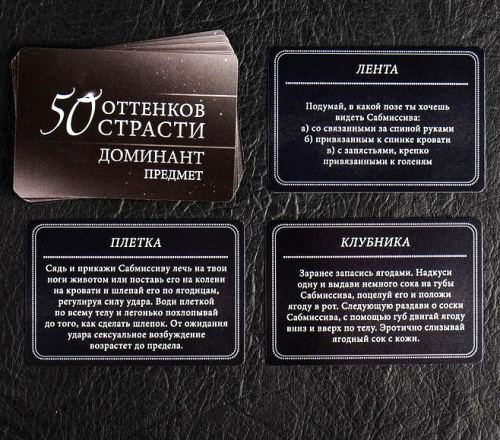 50 ОТТЕНКОВ
СТРАСТИ
ДОМИНАНТ
ПРЕДМЕТ
ЛЕНТА
Подумай, в какой позе ты хочешь
видеть Сабмиссива:
а) со связанными за спиной руками
б) привязанным к спинке кровати
в) с запястьями, крепко
привязанными к голеням
ПЛЕТКА
Сядь и прикажи Сабмиссиву лечь на твои
ноги животом или поставь его на колени
на кровати и шлепай его по ягодицам,
регулируя силу удара. Води плеткой
по всему телу и легонько похлопывай
до того, как сделать шлепок. От ожидания
удара сексуальное возбуждение
возрастет до предела.
КЛУБНИКА
Заранее запасись ягодами. Надкуси
одну и выдави немного сока на губы
Сабмиссива, поцелуй его и положи
ягоду в рот. Следующую раздави о соски
Сабмиссива, с помощью губ двигай ягоду
вниз и вверх по телу. Эротично слизывай
ягодный сок с кожи.